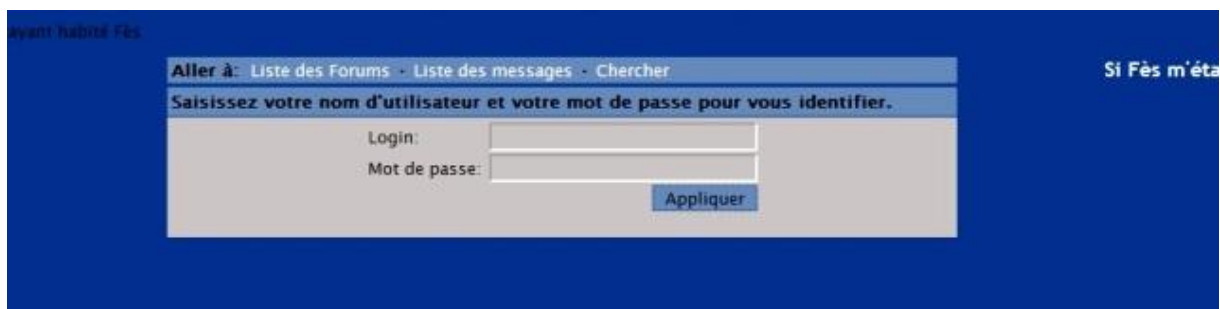 ayant habité Fès
Aller à: Liste des Forums - Liste des messages - Chercher
Si Fès m'éta
Saisissez votre nom d'utilisateur et votre mot de passe pour vous identifier.
Login:
Mot de passe:
Appliquer